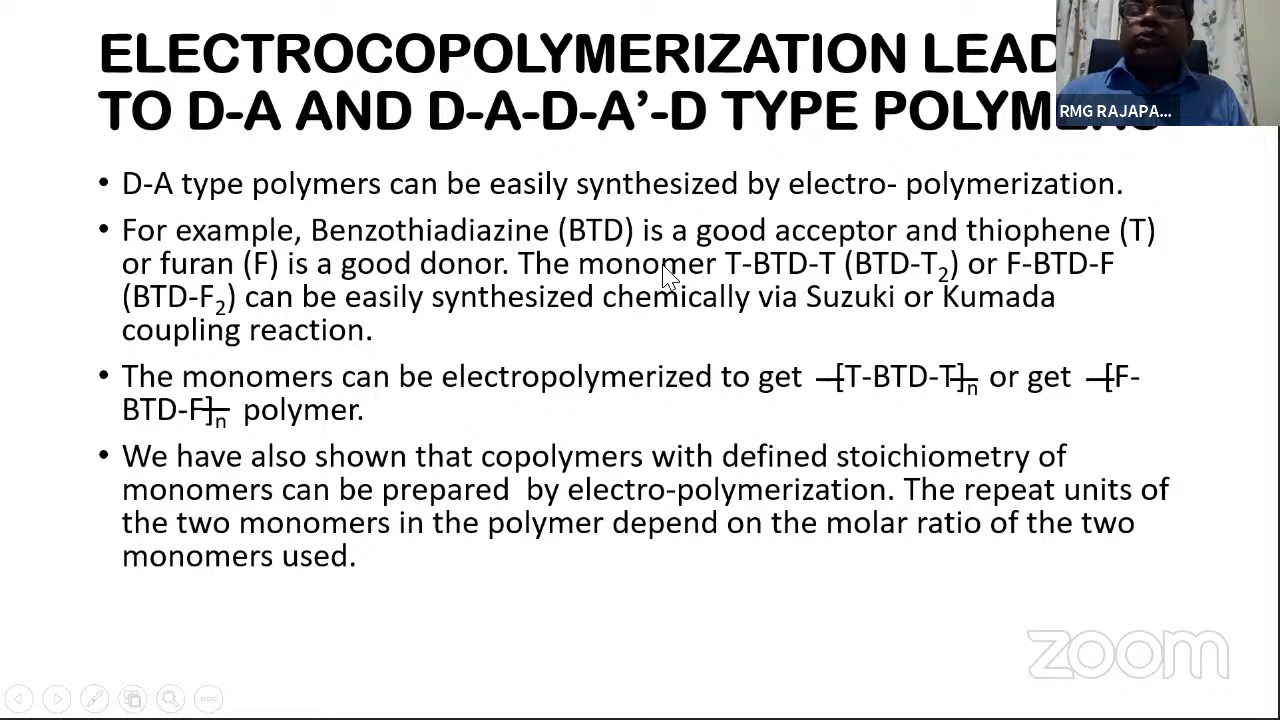 ELECTROCOPOLYMERIZATION LEAD
TO D-A AND D-A-D-A’-D TYPE POLYMERS
RMG RAJAPA...
• D-A type polymers can be easily synthesized by electro- polymerization.
• For example, Benzothiadiazine (BTD) is a good acceptor and thiophene (T)
or furan (F) is a good donor. The monomer T-BTD-T (BTD-T₂) or F-BTD-F
(BTD-F₂) can be easily synthesized chemically via Suzuki or Kumada
coupling reaction.
• The monomers can be electropolymerized to get –[T-BTD-T]–ₙ or get –[F-
BTD-F]–ₙ polymer.
• We have also shown that copolymers with defined stoichiometry of
monomers can be prepared by electro-polymerization. The repeat units of
the two monomers in the polymer depend on the molar ratio of the two
monomers used.
zoom